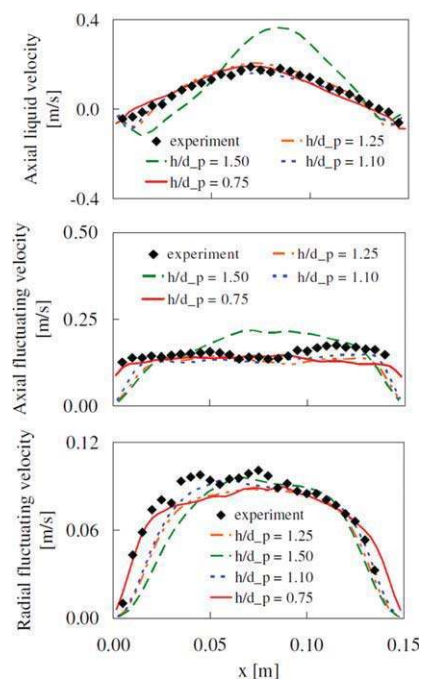 Axial liquid velocity
[m/s]
0.4
0.0
-0.4
experiment
h/d_p = 1.25
h/d_p = 1.50
h/d_p = 1.10
h/d_p = 0.75
Axial fluctuating velocity
[m/s]
0.50
0.25
0.00
experiment
h/d_p = 1.25
h/d_p = 1.50
h/d_p = 1.10
h/d_p = 0.75
Radial fluctuating velocity
[m/s]
0.12
0.06
0.00
experiment
h/d_p = 1.25
h/d_p = 1.50
h/d_p = 1.10
h/d_p = 0.75
0.00 0.05 0.10 0.15
x [m]